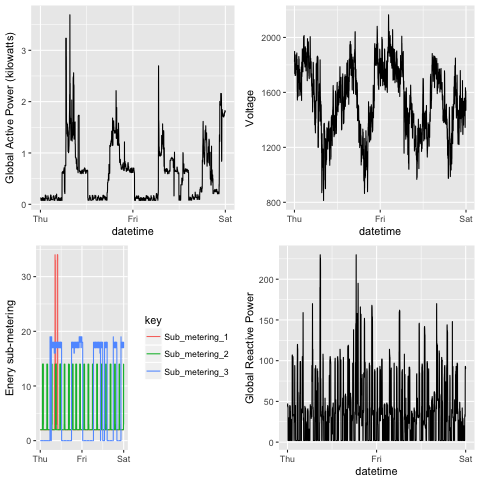 Global Active Power (kilowatts)
3
2
1
0
Thu
Fri
Sat
datetime
Voltage
2000
1600
1200
800
Thu
Fri
Sat
datetime
Enery sub-metering
30
20
10
0
Thu
Fri
Sat
key
Sub_metering_1
Sub_metering_2
Sub_metering_3
Global Reactive Power
200
150
100
50
0
Thu
Fri
Sat
datetime